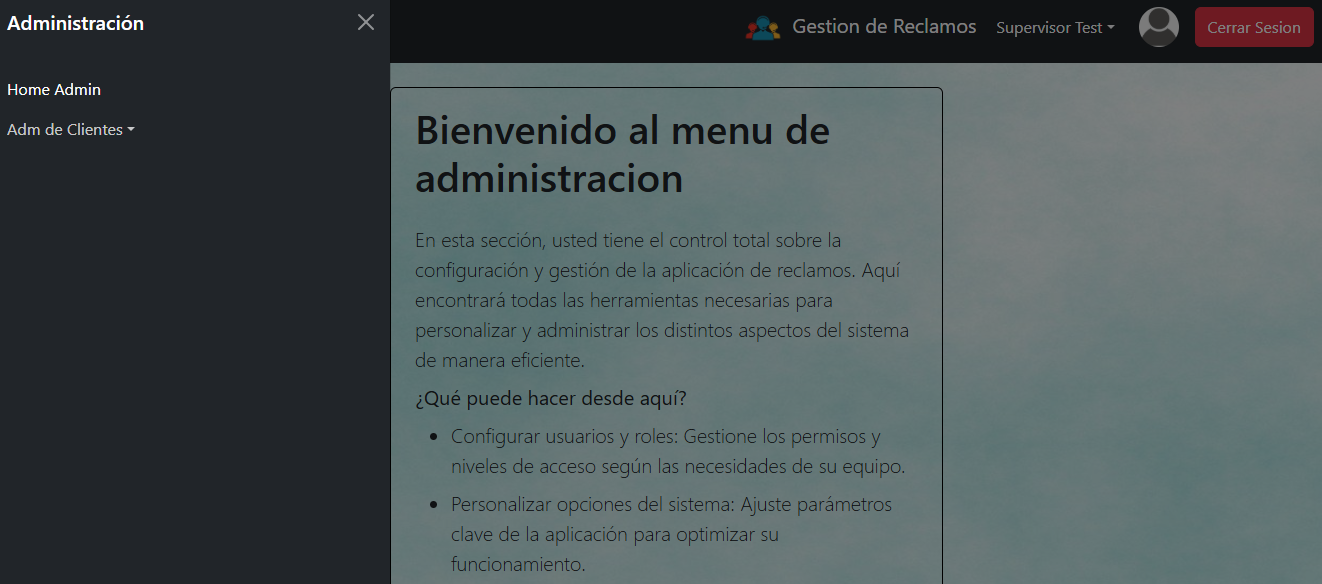 Administración
Home Admin
Adm de Clientes
Gestion de Reclamos
Supervisor Test
Cerrar Sesion
Bienvenido al menu de
administracion
En esta sección, usted tiene el control total sobre la
configuración y gestión de la aplicación de reclamos. Aquí
encontrará todas las herramientas necesarias para
personalizar y administrar los distintos aspectos del sistema
de manera eficiente.
¿Qué puede hacer desde aquí?
Configurar usuarios y roles: Gestione los permisos y
niveles de acceso según las necesidades de su equipo.
Personalizar opciones del sistema: Ajuste parámetros
clave de la aplicación para optimizar su
funcionamiento.